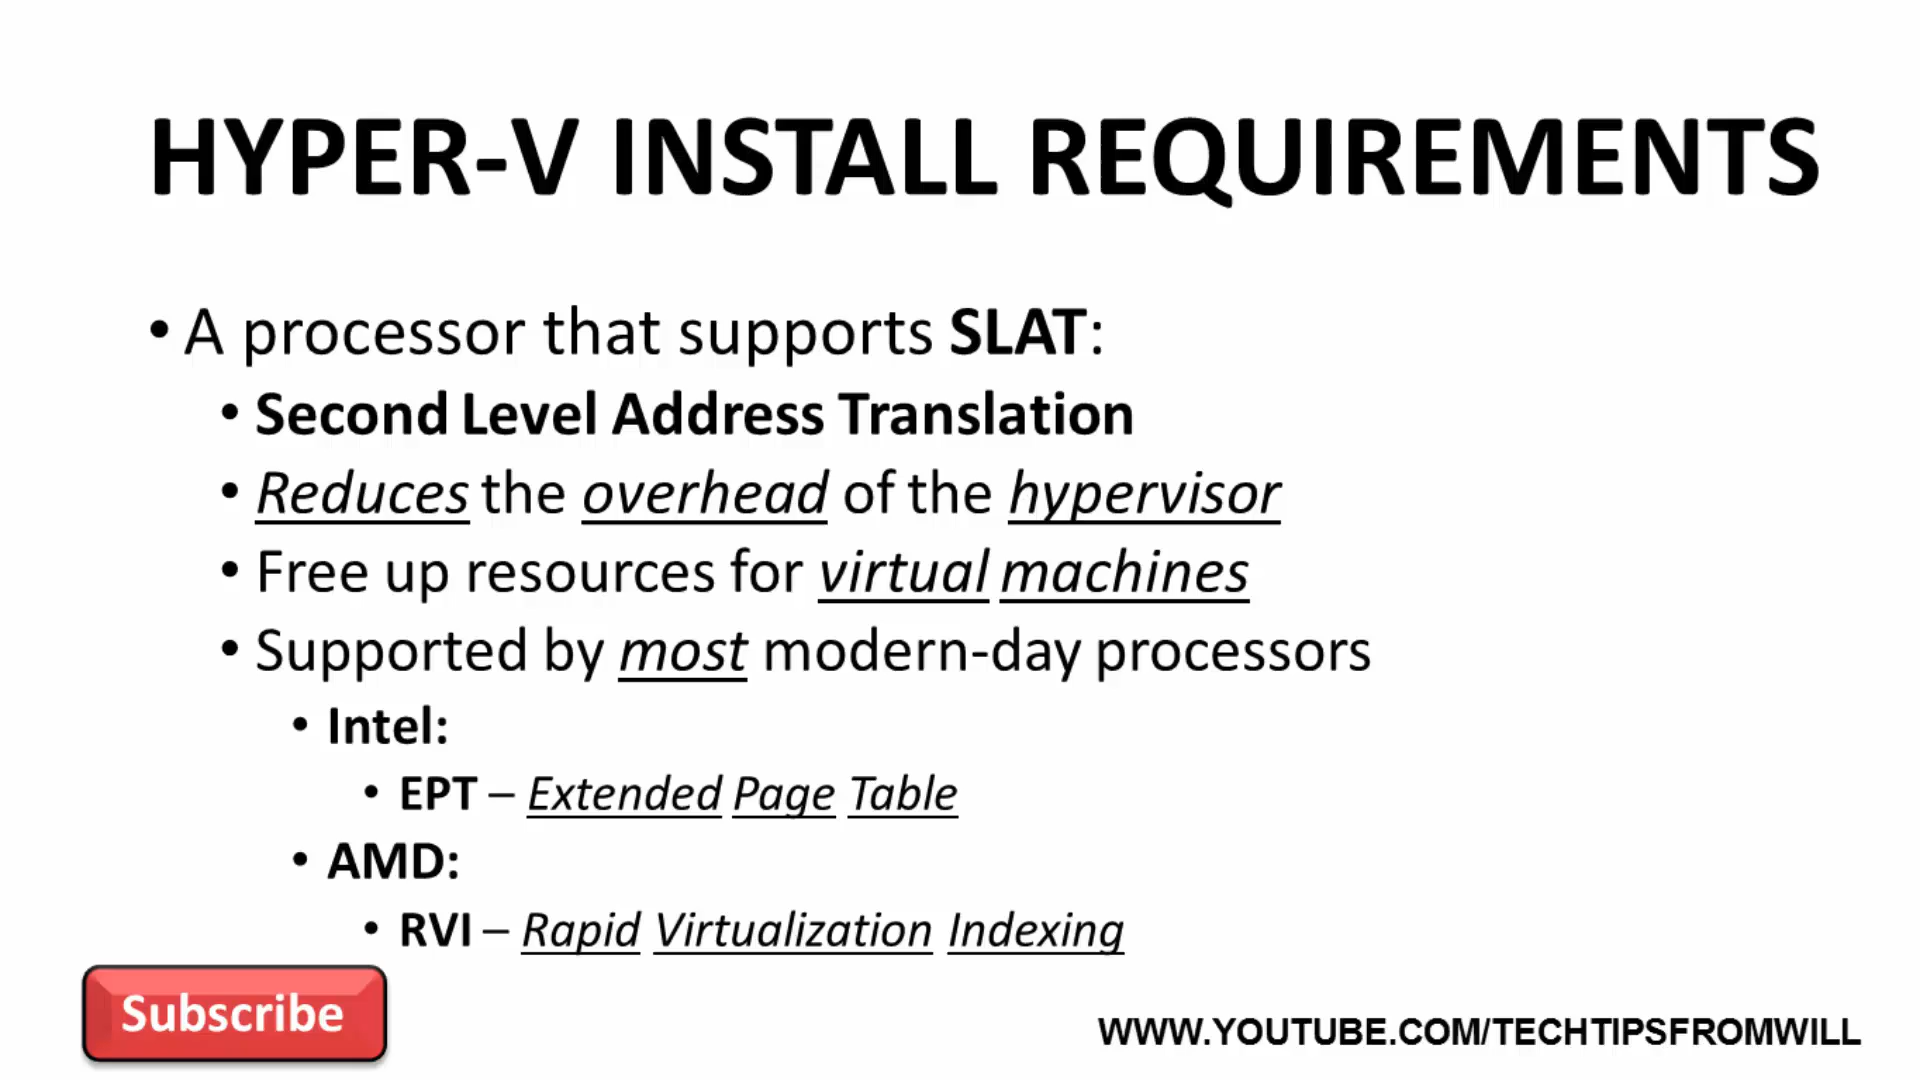 HYPER-V INSTALL REQUIREMENTS
• A processor that supports SLAT:
• Second Level Address Translation
• Reduces the overhead of the hypervisor
• Free up resources for virtual machines
• Supported by most modern-day processors
• Intel:
• EPT – Extended Page Table
• AMD:
• RVI – Rapid Virtualization Indexing
Subscribe
WWW.YOUTUBE.COM/TECHTIPSFROMWILL